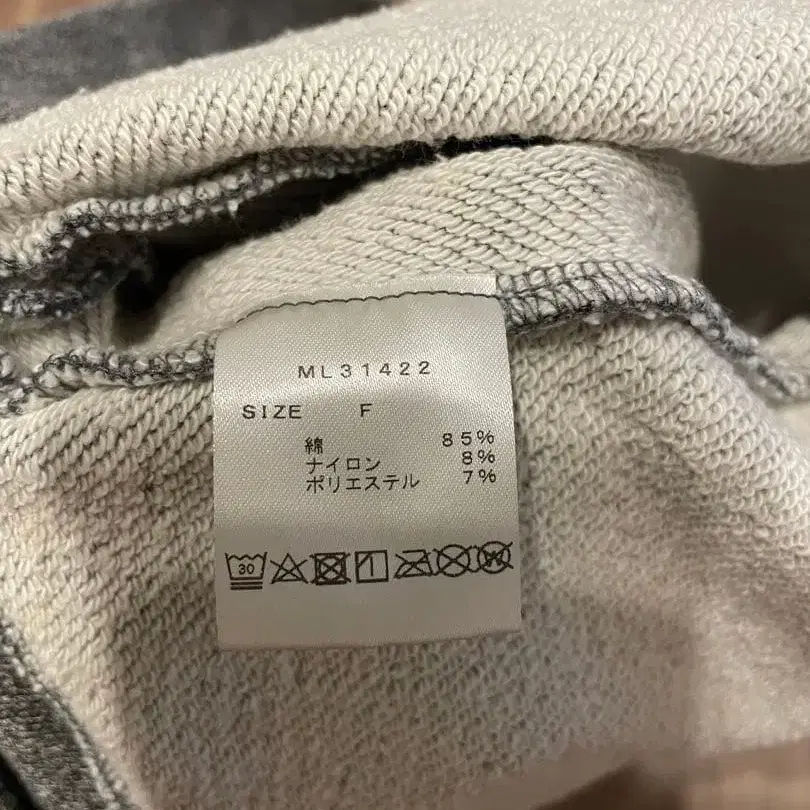 ML31422
SIZE F
綿 85%
ナイロン 8%
ポリエステル 7%
30 W